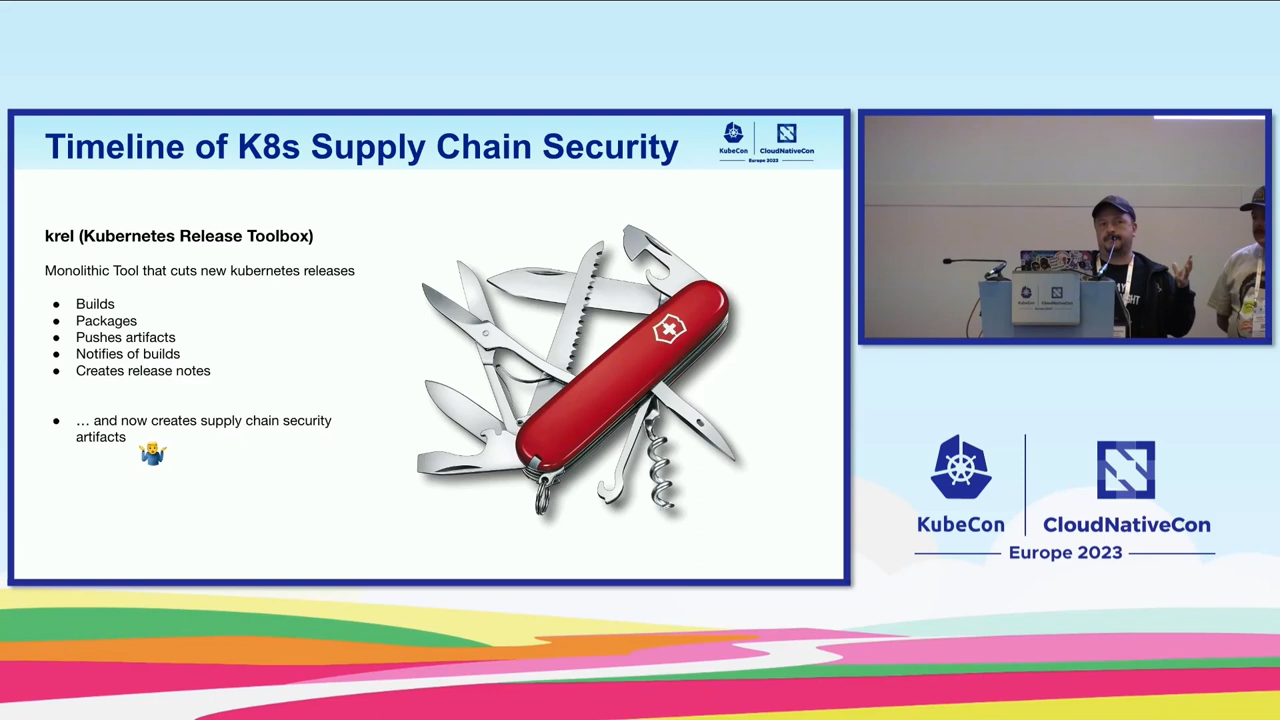 Timeline of K8s Supply Chain Security
KubeCon
CloudNativeCon
Europe 2023
krel (Kubernetes Release Toolbox)
Monolithic Tool that cuts new kubernetes releases
● Builds
● Packages
● Pushes artifacts
● Notifies of builds
● Creates release notes
● … and now creates supply chain security
artifacts 🤷‍♂️
KubeCon
CloudNativeCon
Europe 2023